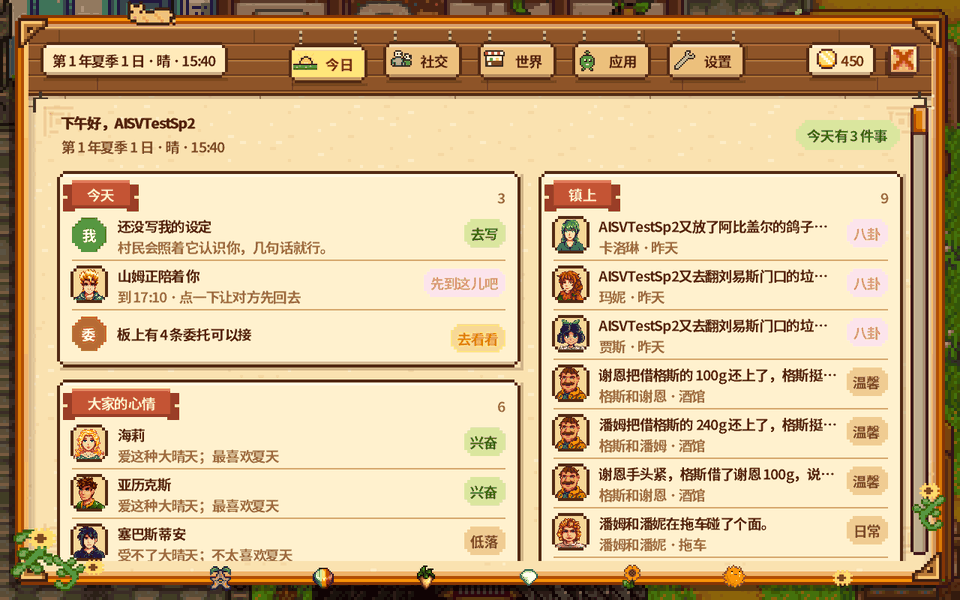 第1年夏季1日·晴·15:40
今日
社交
世界
应用
设置
450
下午好，AISVTestSp2
第1年夏季1日·晴·15:40
今天有3件事
今天
3
我
还没写我的设定
村民会照着它认识你，几句话就行。
去写
山姆正陪着你
到17:10·点一下让对方先回去
先到这儿吧
委
板上有4条委托可以接
去看看
大家的心情
6
海莉
爱这种大晴天；最喜欢夏天
兴奋
亚历克斯
爱这种大晴天；最喜欢夏天
兴奋
塞巴斯蒂安
受不了大晴天；不太喜欢夏天
低落
镇上
9
AISVTestSp2又放了阿比盖尔的鸽子…
卡洛琳·昨天
八卦
AISVTestSp2又去翻刘易斯门口的垃…
玛妮·昨天
八卦
AISVTestSp2又去翻刘易斯门口的垃…
贾斯·昨天
八卦
谢恩把借格斯的100g还上了，格斯挺…
格斯和谢恩·酒馆
温馨
潘姆把借格斯的240g还上了，格斯挺…
格斯和潘姆·酒馆
温馨
谢恩手头紧，格斯借了谢恩100g，说…
格斯和谢恩·酒馆
温馨
潘姆和潘妮在拖车碰了个面。
潘姆和潘妮·拖车
日常